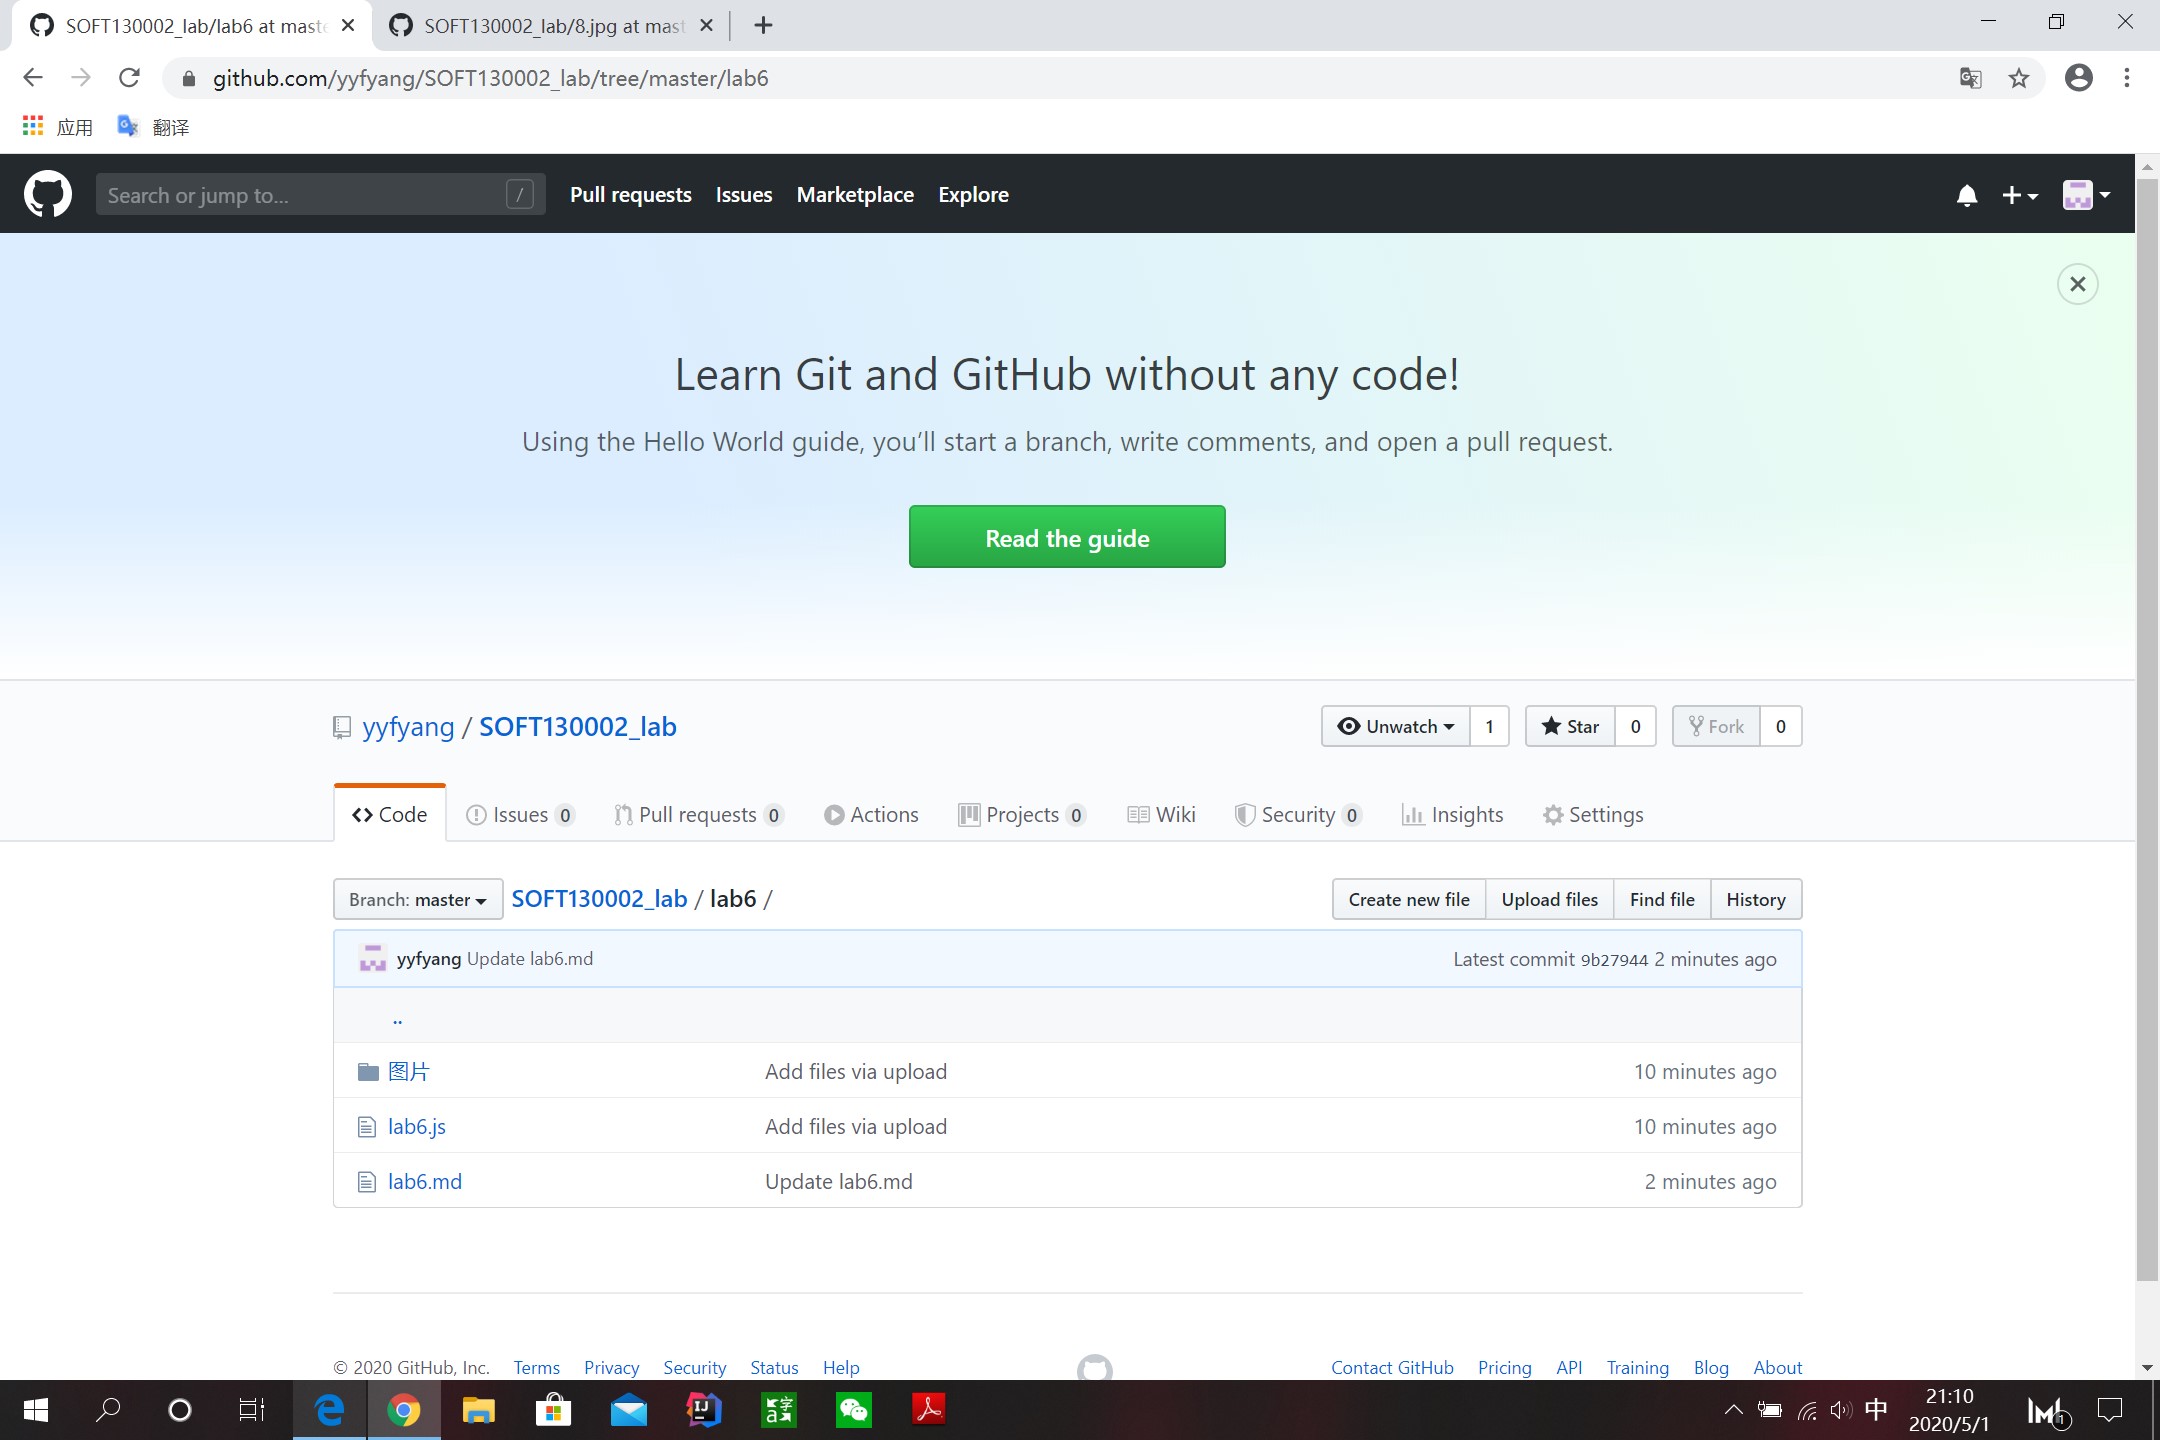 SOFT130002_lab/lab6 at maste
SOFT130002_lab/8.jpg at mast
github.com/yyfyang/SOFT130002_lab/tree/master/lab6
应用 翻译
Search or jump to... / Pull requests Issues Marketplace Explore
Learn Git and GitHub without any code!
Using the Hello World guide, you’ll start a branch, write comments, and open a pull request.
Read the guide
yyfyang / SOFT130002_lab
Unwatch 1 Star 0 Fork 0
Code Issues 0 Pull requests 0 Actions Projects 0 Wiki Security 0 Insights Settings
Branch: master SOFT130002_lab / lab6 /
Create new file Upload files Find file History
yyfyang Update lab6.md Latest commit 9b27944 2 minutes ago
..
图片 Add files via upload 10 minutes ago
lab6.js Add files via upload 10 minutes ago
lab6.md Update lab6.md 2 minutes ago
© 2020 GitHub, Inc. Terms Privacy Security Status Help Contact GitHub Pricing API Training Blog About
中 21:10
2020/5/1